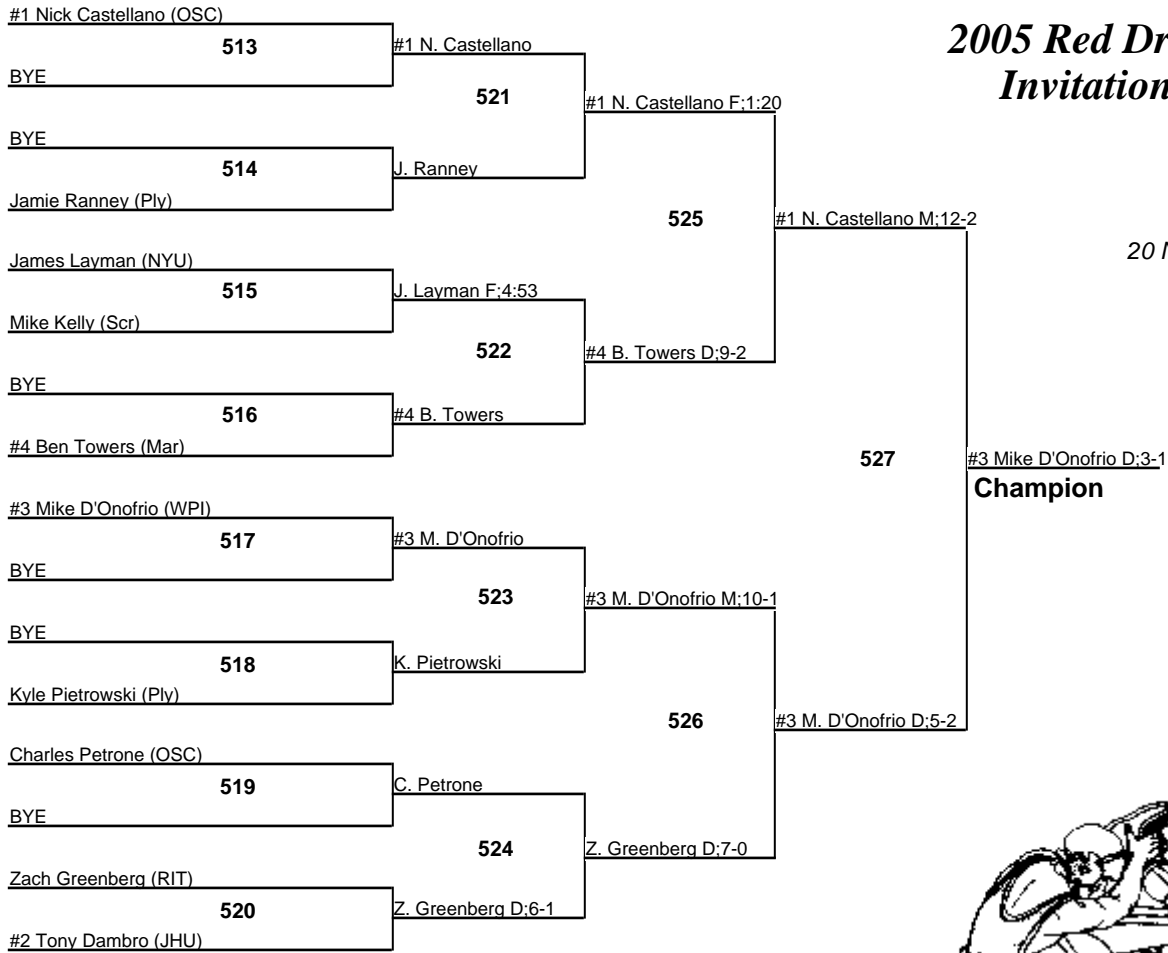 #1 Nick Castellano (OSC)
513
BYE
#1 N. Castellano
521
BYE
514
Jamie Ranney (Ply)
J. Ranney
#1 N. Castellano F;1:20
525
James Layman (NYU)
515
Mike Kelly (Scr)
J. Layman F;4:53
522
BYE
516
#4 Ben Towers (Mar)
#4 B. Towers
#4 B. Towers D;9-2
#1 N. Castellano M;12-2
527
#3 Mike D'Onofrio (WPI)
517
BYE
#3 M. D'Onofrio
523
BYE
518
Kyle Pietrowski (Ply)
K. Pietrowski
#3 M. D'Onofrio M;10-1
526
Charles Petrone (OSC)
519
BYE
C. Petrone
524
Zach Greenberg (RIT)
520
#2 Tony Dambro (JHU)
Z. Greenberg D;6-1
Z. Greenberg D;7-0
#3 M. D'Onofrio D;5-2
#3 Mike D'Onofrio D;3-1
Champion
2005 Red Dr
Invitation
20